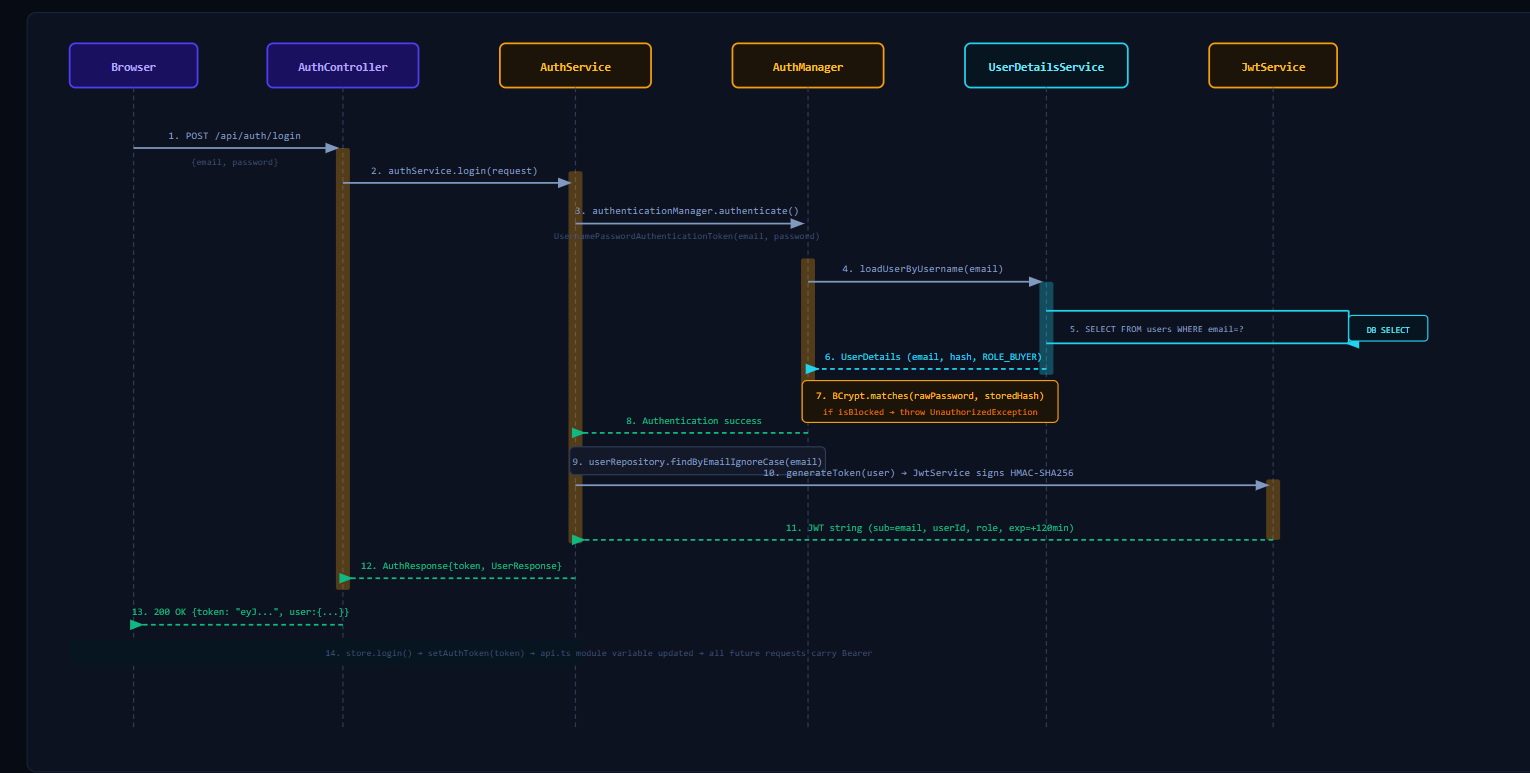 Browser
AuthController
AuthService
AuthManager
UserDetailsService
JwtService
1. POST /api/auth/login
{email, password}
2. authService.login(request)
3. authenticationManager.authenticate()
UsernamePasswordAuthenticationToken(email, password)
4. loadUserByUsername(email)
5. SELECT FROM users WHERE email=?
DB SELECT
6. UserDetails (email, hash, ROLE_BUYER)
7. BCrypt.matches(rawPassword, storedHash)
if isBlocked → throw UnauthorizedException
8. Authentication success
9. userRepository.findByEmailIgnoreCase(email)
10. generateToken(user) → JwtService signs HMAC-SHA256
11. JWT string (sub=email, userId, role, exp=+120min)
12. AuthResponse{token, UserResponse}
13. 200 OK {token: "eyJ...", user:{...}}
14. store.login() → setAuthToken(token) → api.ts module variable updated → all future requests carry Bearer